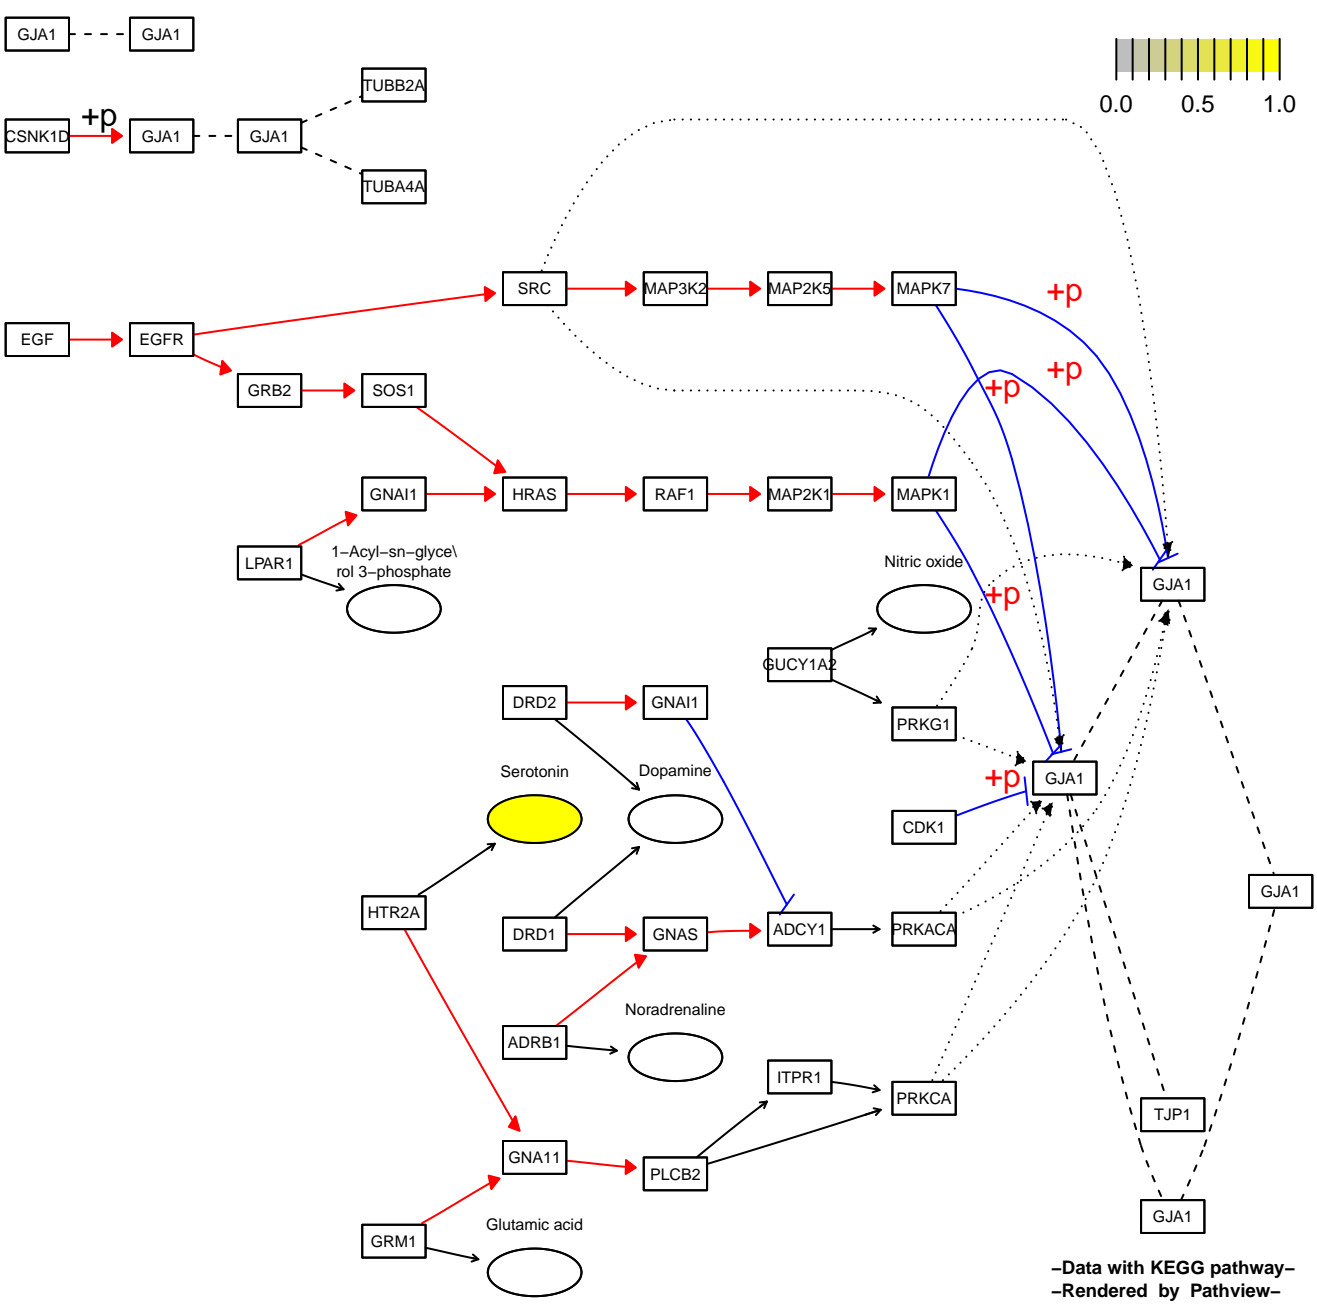 GJA1 GJA1
0.0 0.5 1.0
TUBB2A
+p
CSNK1D GJA1 GJA1
TUBA4A
SRC MAP3K2 MAP2K5 MAPK7 +p
EGF EGFR
+p
GRB2 SOS1 +p
GNAI1 HRAS RAF1 MAP2K1 MAPK1
1−Acyl−sn−glyce\
rol 3−phosphate
LPAR1
Nitric oxide
GJA1
+p
GUCY1A2
DRD2 GNAI1
PRKG1
Serotonin Dopamine +p GJA1
CDK1
GJA1
HTR2A
DRD1 GNAS ADCY1 PRKACA
Noradrenaline
ADRB1
ITPR1
PRKCA
TJP1
GNA11
PLCB2
GJA1
Glutamic acid
GRM1
−Data with KEGG pathway−
−Rendered by Pathview−